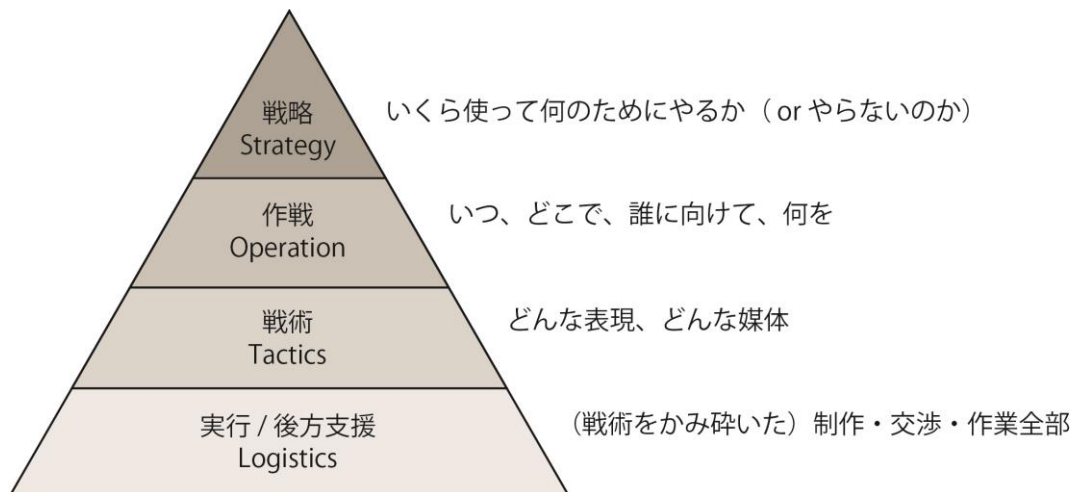 戦略
Strategy
いくら使って何のためにやるか（ or やらないのか）
作戦
Operation
いつ、どこで、誰に向けて、何を
戦術
Tactics
どんな表現、どんな媒体
実行 / 後方支援
Logistics
（戦術をかみ砕いた）制作・交渉・作業全部